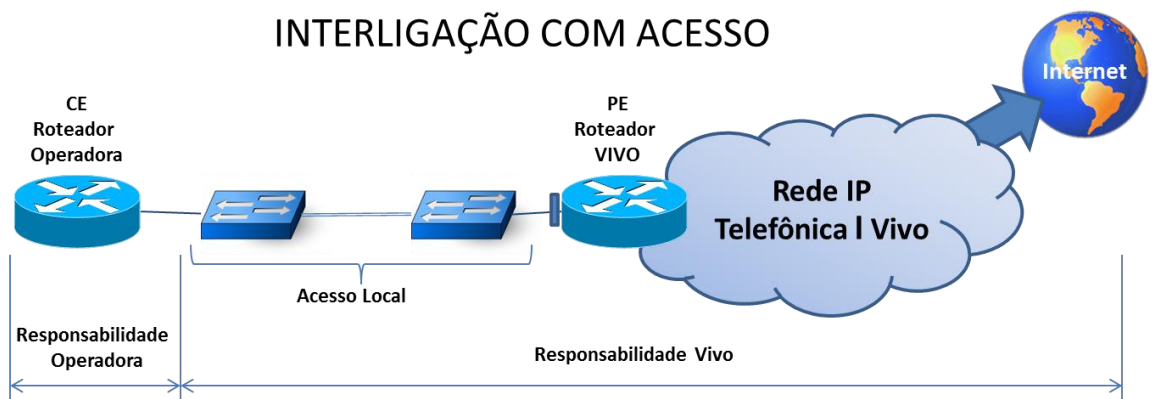 INTERLIGAÇÃO COM ACESSO
Internet
CE
Roteador
Operadora
PE
Roteador
VIVO
Rede IP
Telefônica l Vivo
Acesso Local
Responsabilidade
Operadora
Responsabilidade Vivo